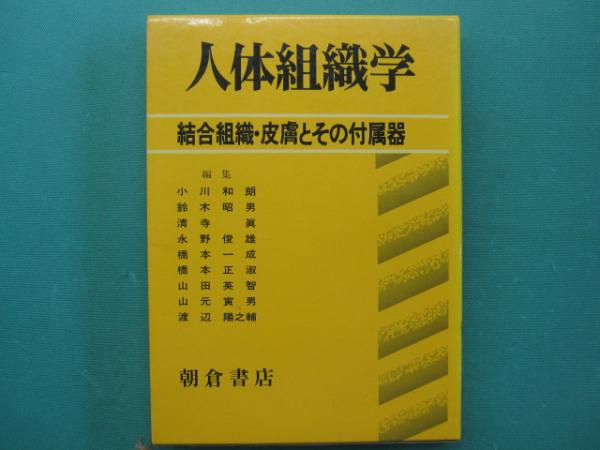 人体組織学
結合組織・皮膚とその付属器
編集
小川和朗
鈴木昭男
清寺眞
永野俊雄
橋本一成
橋本正淑
山田英智
山元寅男
渡辺陽之輔
朝倉書店